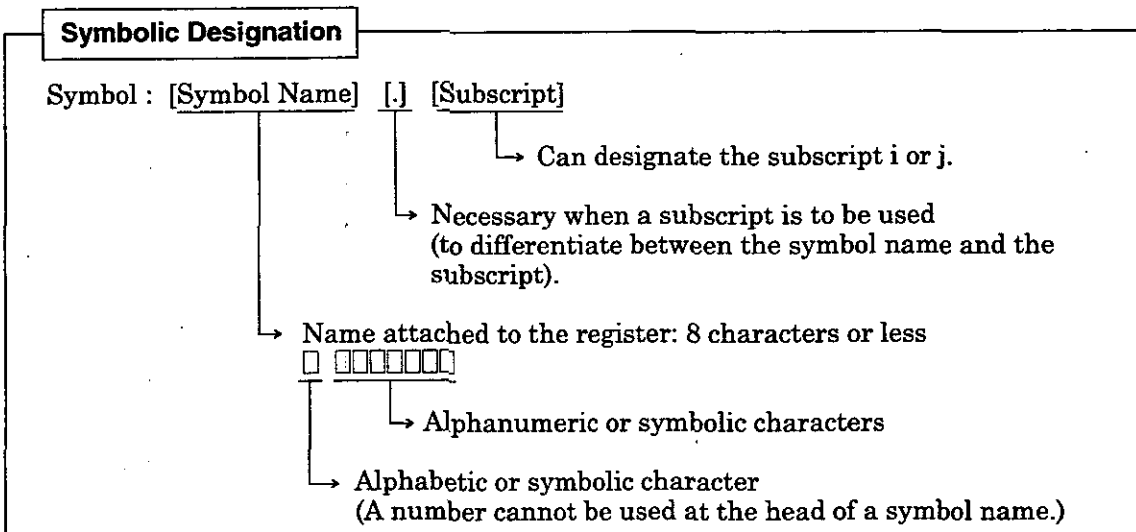 Symbolic Designation
Symbol : [Symbol Name] [.] [Subscript]
Can designate the subscript i or j.
Necessary when a subscript is to be used
(to differentiate between the symbol name and the
subscript).
Name attached to the register: 8 characters or less
□ □□□□□□□
Alphanumeric or symbolic characters
Alphabetic or symbolic character
(A number cannot be used at the head of a symbol name.)